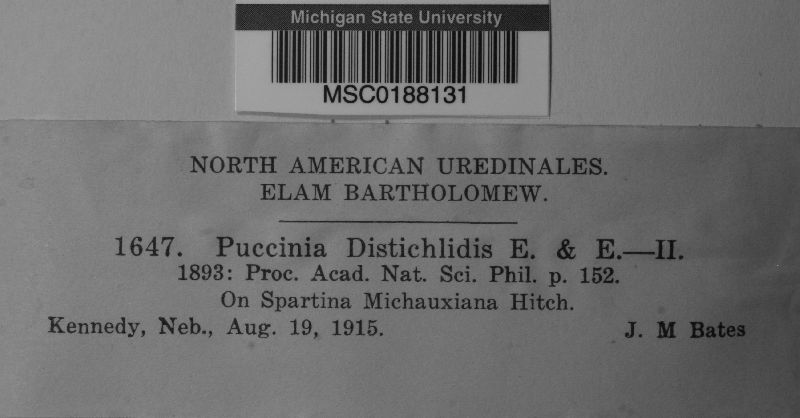 Michigan State University
MSC0188131
NORTH AMERICAN UREDINALES.
ELAM BARTHOLOMEW.
1647. Puccinia Distichlidis E. & E.—II.
1893: Proc. Acad. Nat. Sci. Phil. p. 152.
On Spartina Michauxiana Hitch.
Kennedy, Neb., Aug. 19, 1915. J. M Bates